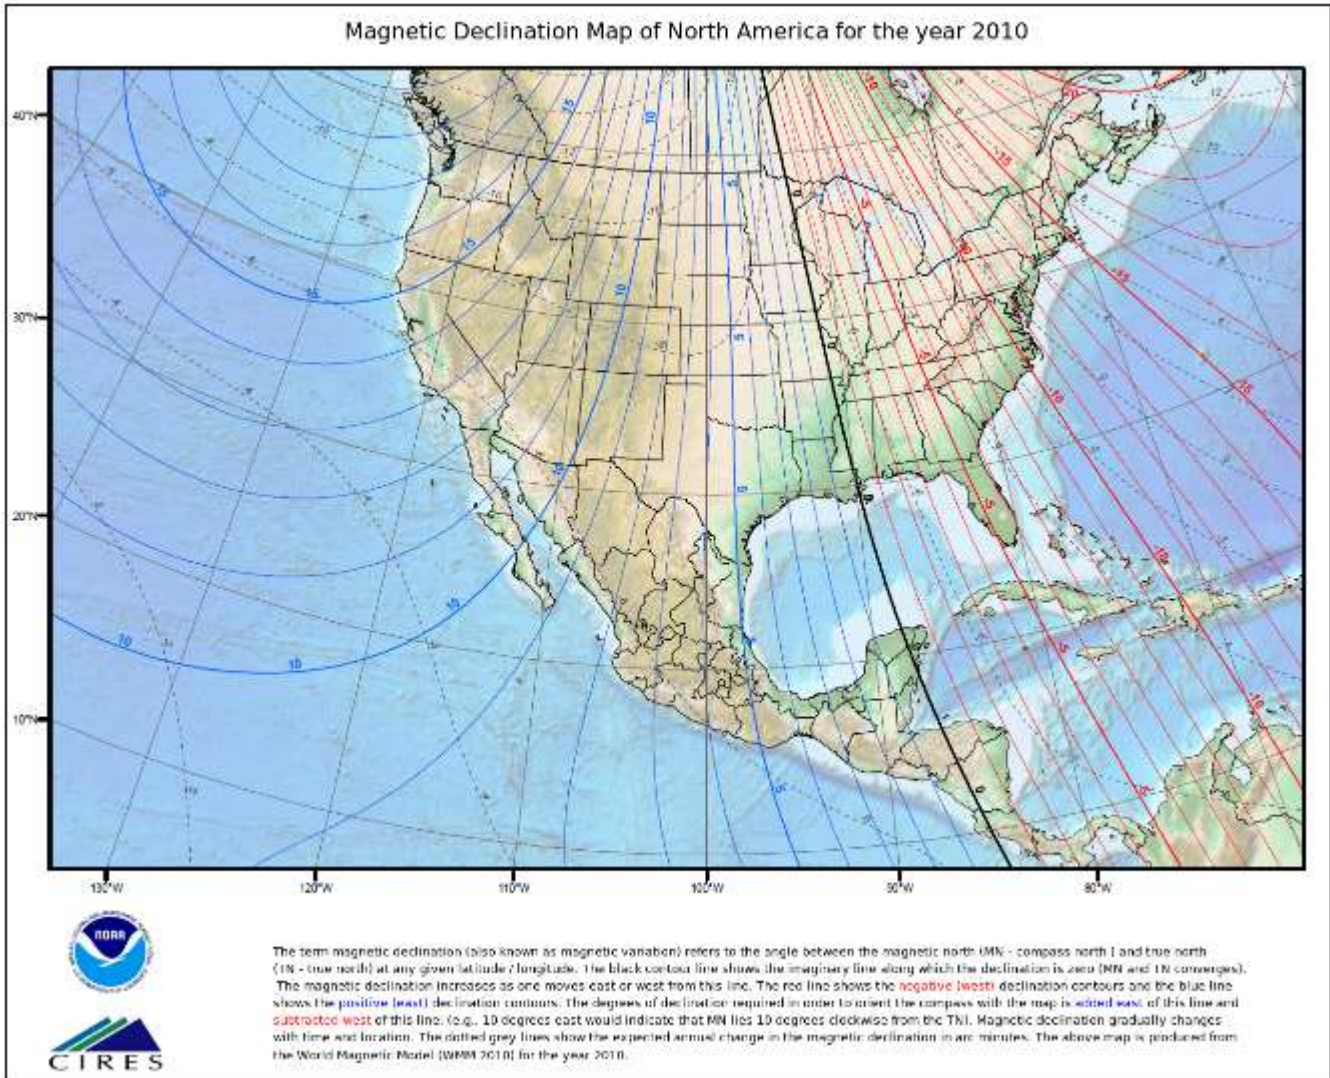 Magnetic Declination Map of North America for the year 2010
40°N
30°N
20°N
10°N
130°W
120°W
110°W
100°W
90°W
80°W
15
10
-10
-15
20
5
0
-5
NOAA
CIRES
The term magnetic declination (also known as magnetic variation) refers to the angle between the magnetic north (MN - compass north ) and true north
(TN - true north) at any given latitude / longitude. The black contour line shows the imaginary line along which the declination is zero (MN and TN converges).
The magnetic declination increases as one moves east or west from this line. The red line shows the negative (west) declination contours and the blue line
shows the positive (east) declination contours. The degrees of declination required in order to orient the compass with the map is added east of this line and
subtracted west of this line. (e.g., 10 degrees east would indicate that MN lies 10 degrees clockwise from the TN). Magnetic declination gradually changes
with time and location. The dotted grey lines show the expected annual change in the magnetic declination in arc minutes. The above map is produced from
the World Magnetic Model (WMM 2010) for the year 2010.